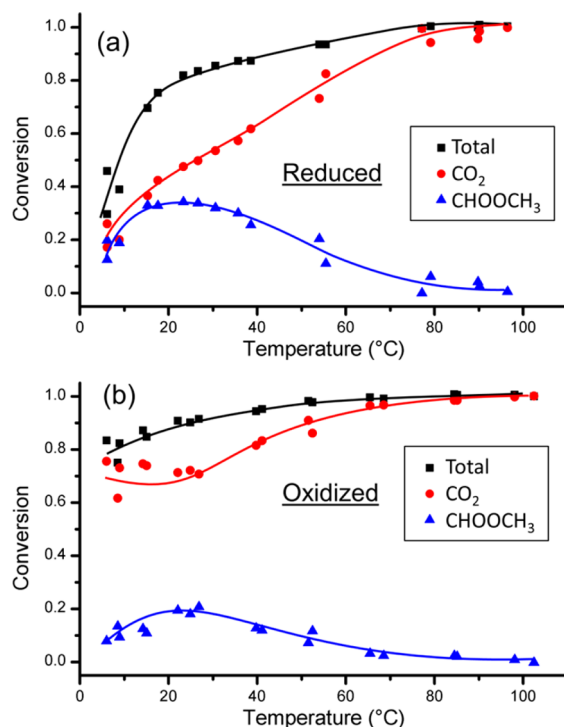 (a)
1.0
0.8
0.6
0.4
0.2
0.0
Conversion
Total
CO₂
CHOOCH₃
Reduced
0 20 40 60 80 100
Temperature (°C)
(b)
1.0
0.8
0.6
0.4
0.2
0.0
Conversion
Total
CO₂
CHOOCH₃
Oxidized
0 20 40 60 80 100
Temperature (°C)